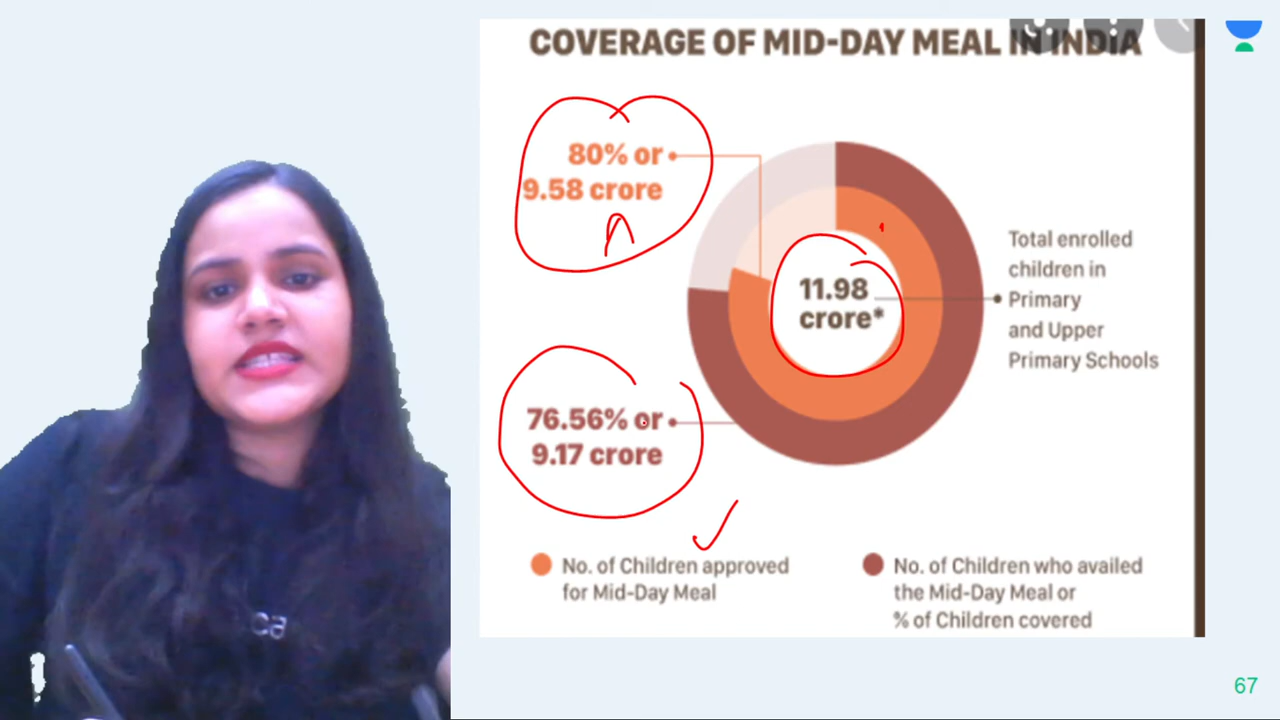 COVERAGE OF MID-DAY MEAL IN INDIA
80% or
9.58 crore
11.98
crore*
Total enrolled
children in
Primary
and Upper
Primary Schools
76.56% or
9.17 crore
No. of Children approved
for Mid-Day Meal
No. of Children who availed
the Mid-Day Meal or
% of Children covered
ca
67